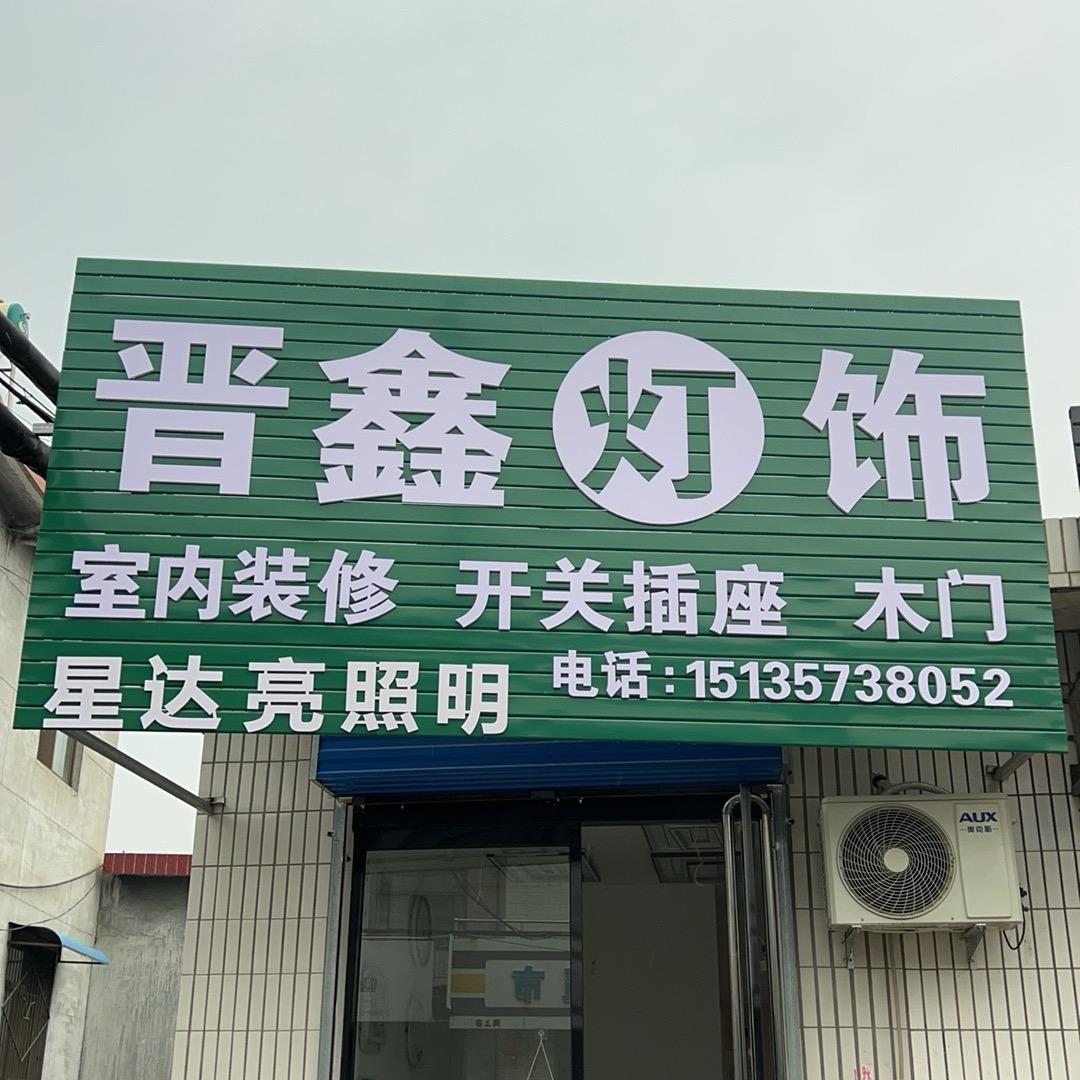 晋鑫灯饰
室内装修 开关插座 木门
星达亮照明 电话:15135738052
AUX
奥克斯
市